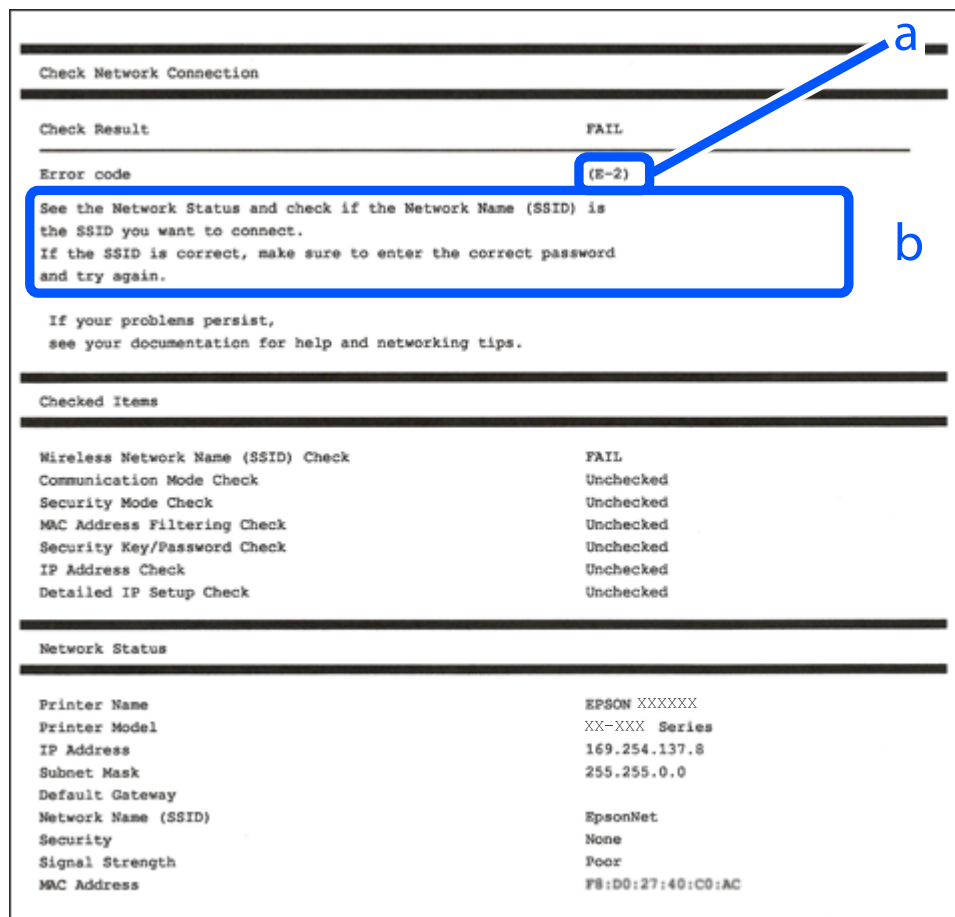 a
Check Network Connection
Check Result FAIL
Error code (E-2)
See the Network Status and check if the Network Name (SSID) is
the SSID you want to connect.
If the SSID is correct, make sure to enter the correct password
and try again.
b
If your problems persist,
see your documentation for help and networking tips.
Checked Items
Wireless Network Name (SSID) Check FAIL
Communication Mode Check Unchecked
Security Mode Check Unchecked
MAC Address Filtering Check Unchecked
Security Key/Password Check Unchecked
IP Address Check Unchecked
Detailed IP Setup Check Unchecked
Network Status
Printer Name EPSON XXXXXX
Printer Model XX-XXX Series
IP Address 169.254.137.8
Subnet Mask 255.255.0.0
Default Gateway
Network Name (SSID) EpsonNet
Security None
Signal Strength Poor
MAC Address F8:D0:27:40:C0:AC